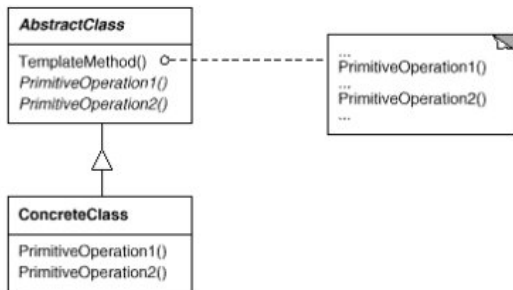 AbstractClass
TemplateMethod()
PrimitiveOperation1()
PrimitiveOperation2()
...
PrimitiveOperation1()
...
PrimitiveOperation2()
...
ConcreteClass
PrimitiveOperation1()
PrimitiveOperation2()